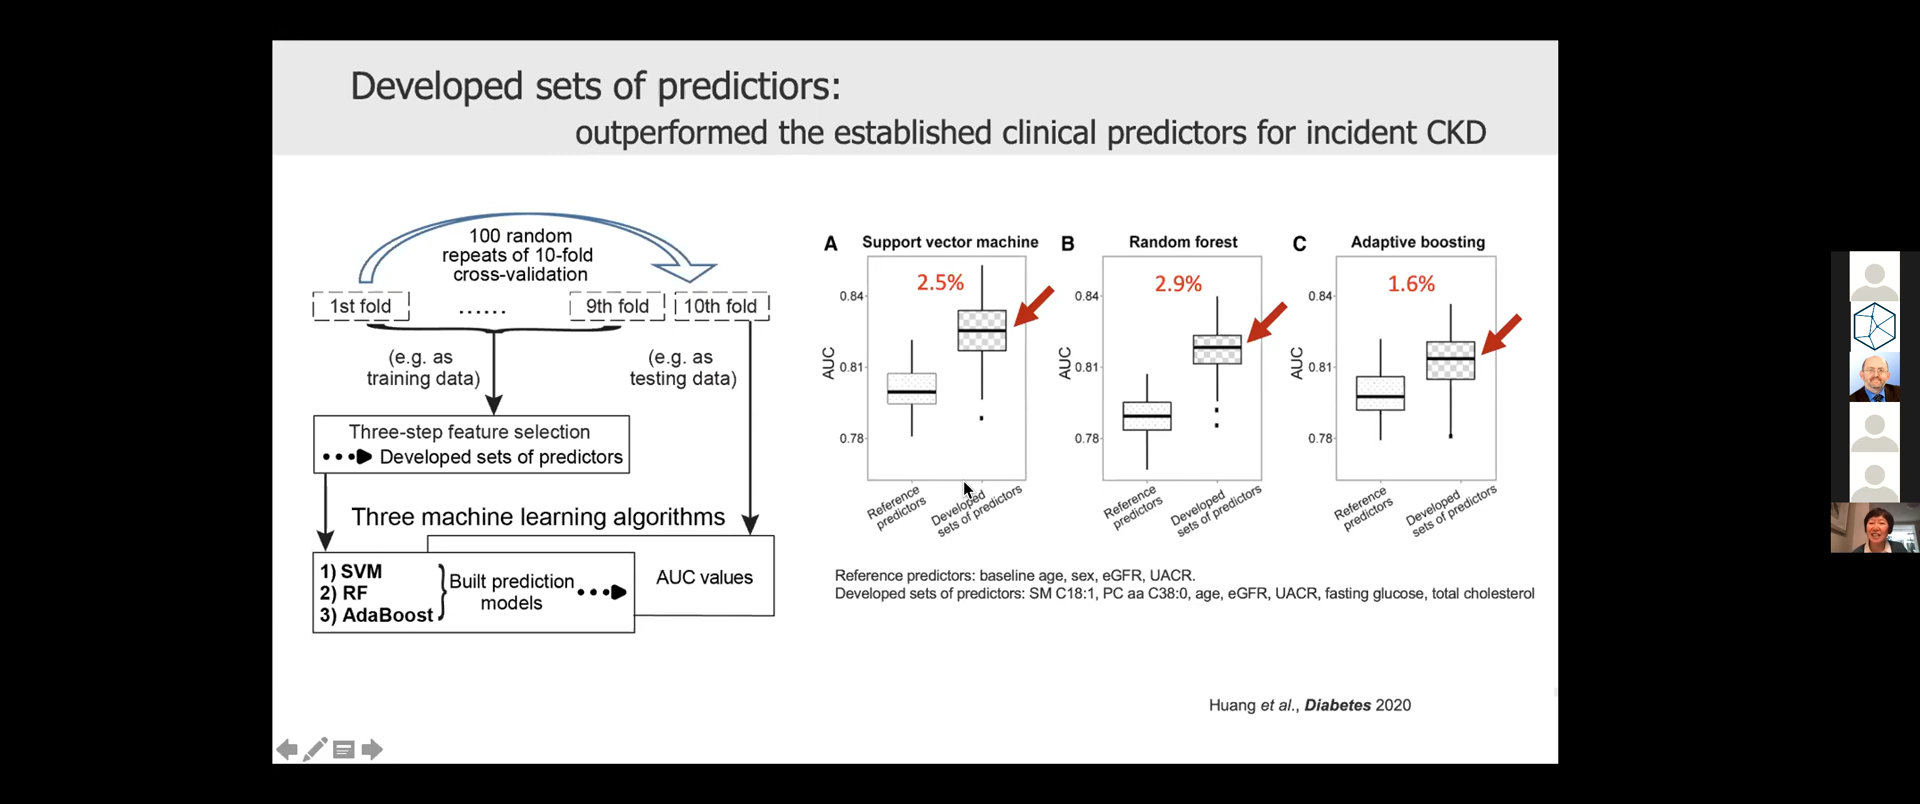 Developed sets of predictiors:
outperformed the established clinical predictors for incident CKD
100 random
repeats of 10-fold
cross-validation
1st fold
......
9th fold
10th fold
(e.g. as
training data)
(e.g. as
testing data)
Three-step feature selection
Developed sets of predictors
Three machine learning algorithms
1) SVM
2) RF
3) AdaBoost
Built prediction
models
AUC values
A Support vector machine
2.5%
AUC
0.84
0.81
0.78
Reference
predictors
Developed
sets of predictors
B Random forest
2.9%
AUC
0.84
0.81
0.78
Reference
predictors
Developed
sets of predictors
C Adaptive boosting
1.6%
AUC
0.84
0.81
0.78
Reference
predictors
Developed
sets of predictors
Reference predictors: baseline age, sex, eGFR, UACR.
Developed sets of predictors: SM C18:1, PC aa C38:0, age, eGFR, UACR, fasting glucose, total cholesterol
Huang et al., Diabetes 2020